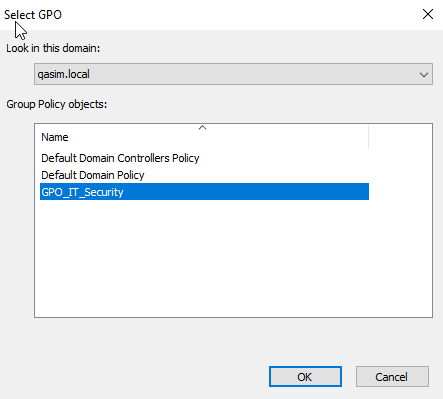 Select GPO
Look in this domain:
qasim.local
Group Policy objects:
Name
Default Domain Controllers Policy
Default Domain Policy
GPO_IT_Security
OK
Cancel